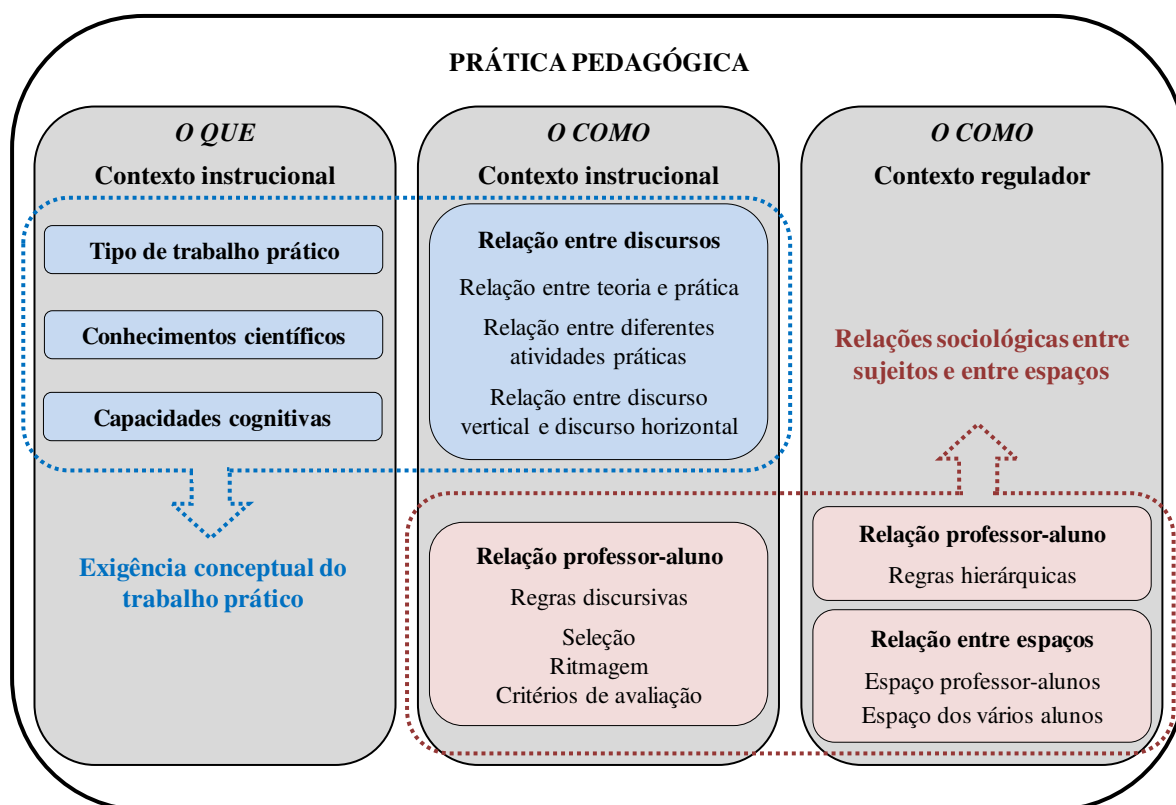 PRÁTICA PEDAGÓGICA
O QUE
Contexto instrucional
Tipo de trabalho prático
Conhecimentos científicos
Capacidades cognitivas
Exigência conceptual do
trabalho prático
O COMO
Contexto instrucional
Relação entre discursos
Relação entre teoria e prática
Relação entre diferentes
atividades práticas
Relação entre discurso
vertical e discurso horizontal
Relação professor-aluno
Regras discursivas
Seleção
Ritmagem
Critérios de avaliação
O COMO
Contexto regulador
Relações sociológicas entre
sujeitos e entre espaços
Relação professor-aluno
Regras hierárquicas
Relação entre espaços
Espaço professor-alunos
Espaço dos vários alunos